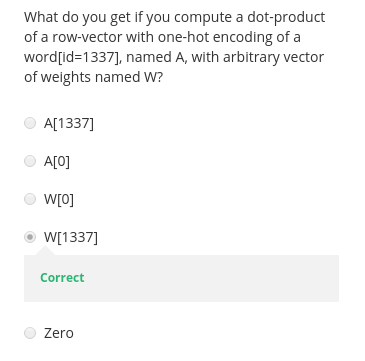 What do you get if you compute a dot-product
of a row-vector with one-hot encoding of a
word[id=1337], named A, with arbitrary vector
of weights named W?
A[1337]
A[0]
W[0]
W[1337]
Correct
Zero